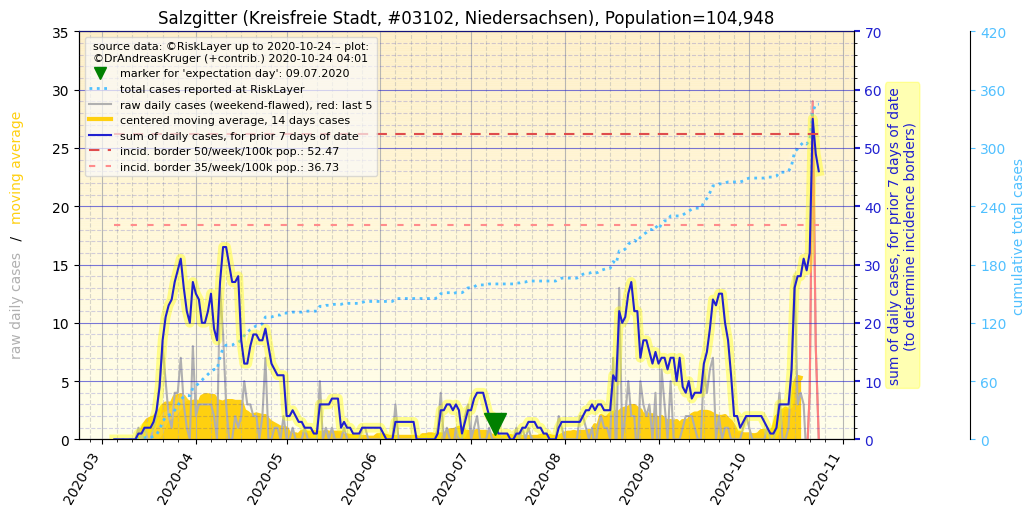 Salzgitter (Kreisfreie Stadt, #03102, Niedersachsen), Population=104,948
source data: ©RiskLayer up to 2020-10-24 – plot:
©DrAndreasKruger (+contrib.) 2020-10-24 04:01
marker for 'expectation day': 09.07.2020
total cases reported at RiskLayer
raw daily cases (weekend-flawed), red: last 5
centered moving average, 14 days cases
sum of daily cases, for prior 7 days of date
incid. border 50/week/100k pop.: 52.47
incid. border 35/week/100k pop.: 36.73
raw daily cases / moving average
35
30
25
20
15
10
5
0
2020-03
2020-04
2020-05
2020-06
2020-07
2020-08
2020-09
2020-10
2020-11
70
60
50
40
30
20
10
0
sum of daily cases, for prior 7 days of date
(to determine incidence borders)
420
360
300
240
180
120
60
0
cumulative total cases